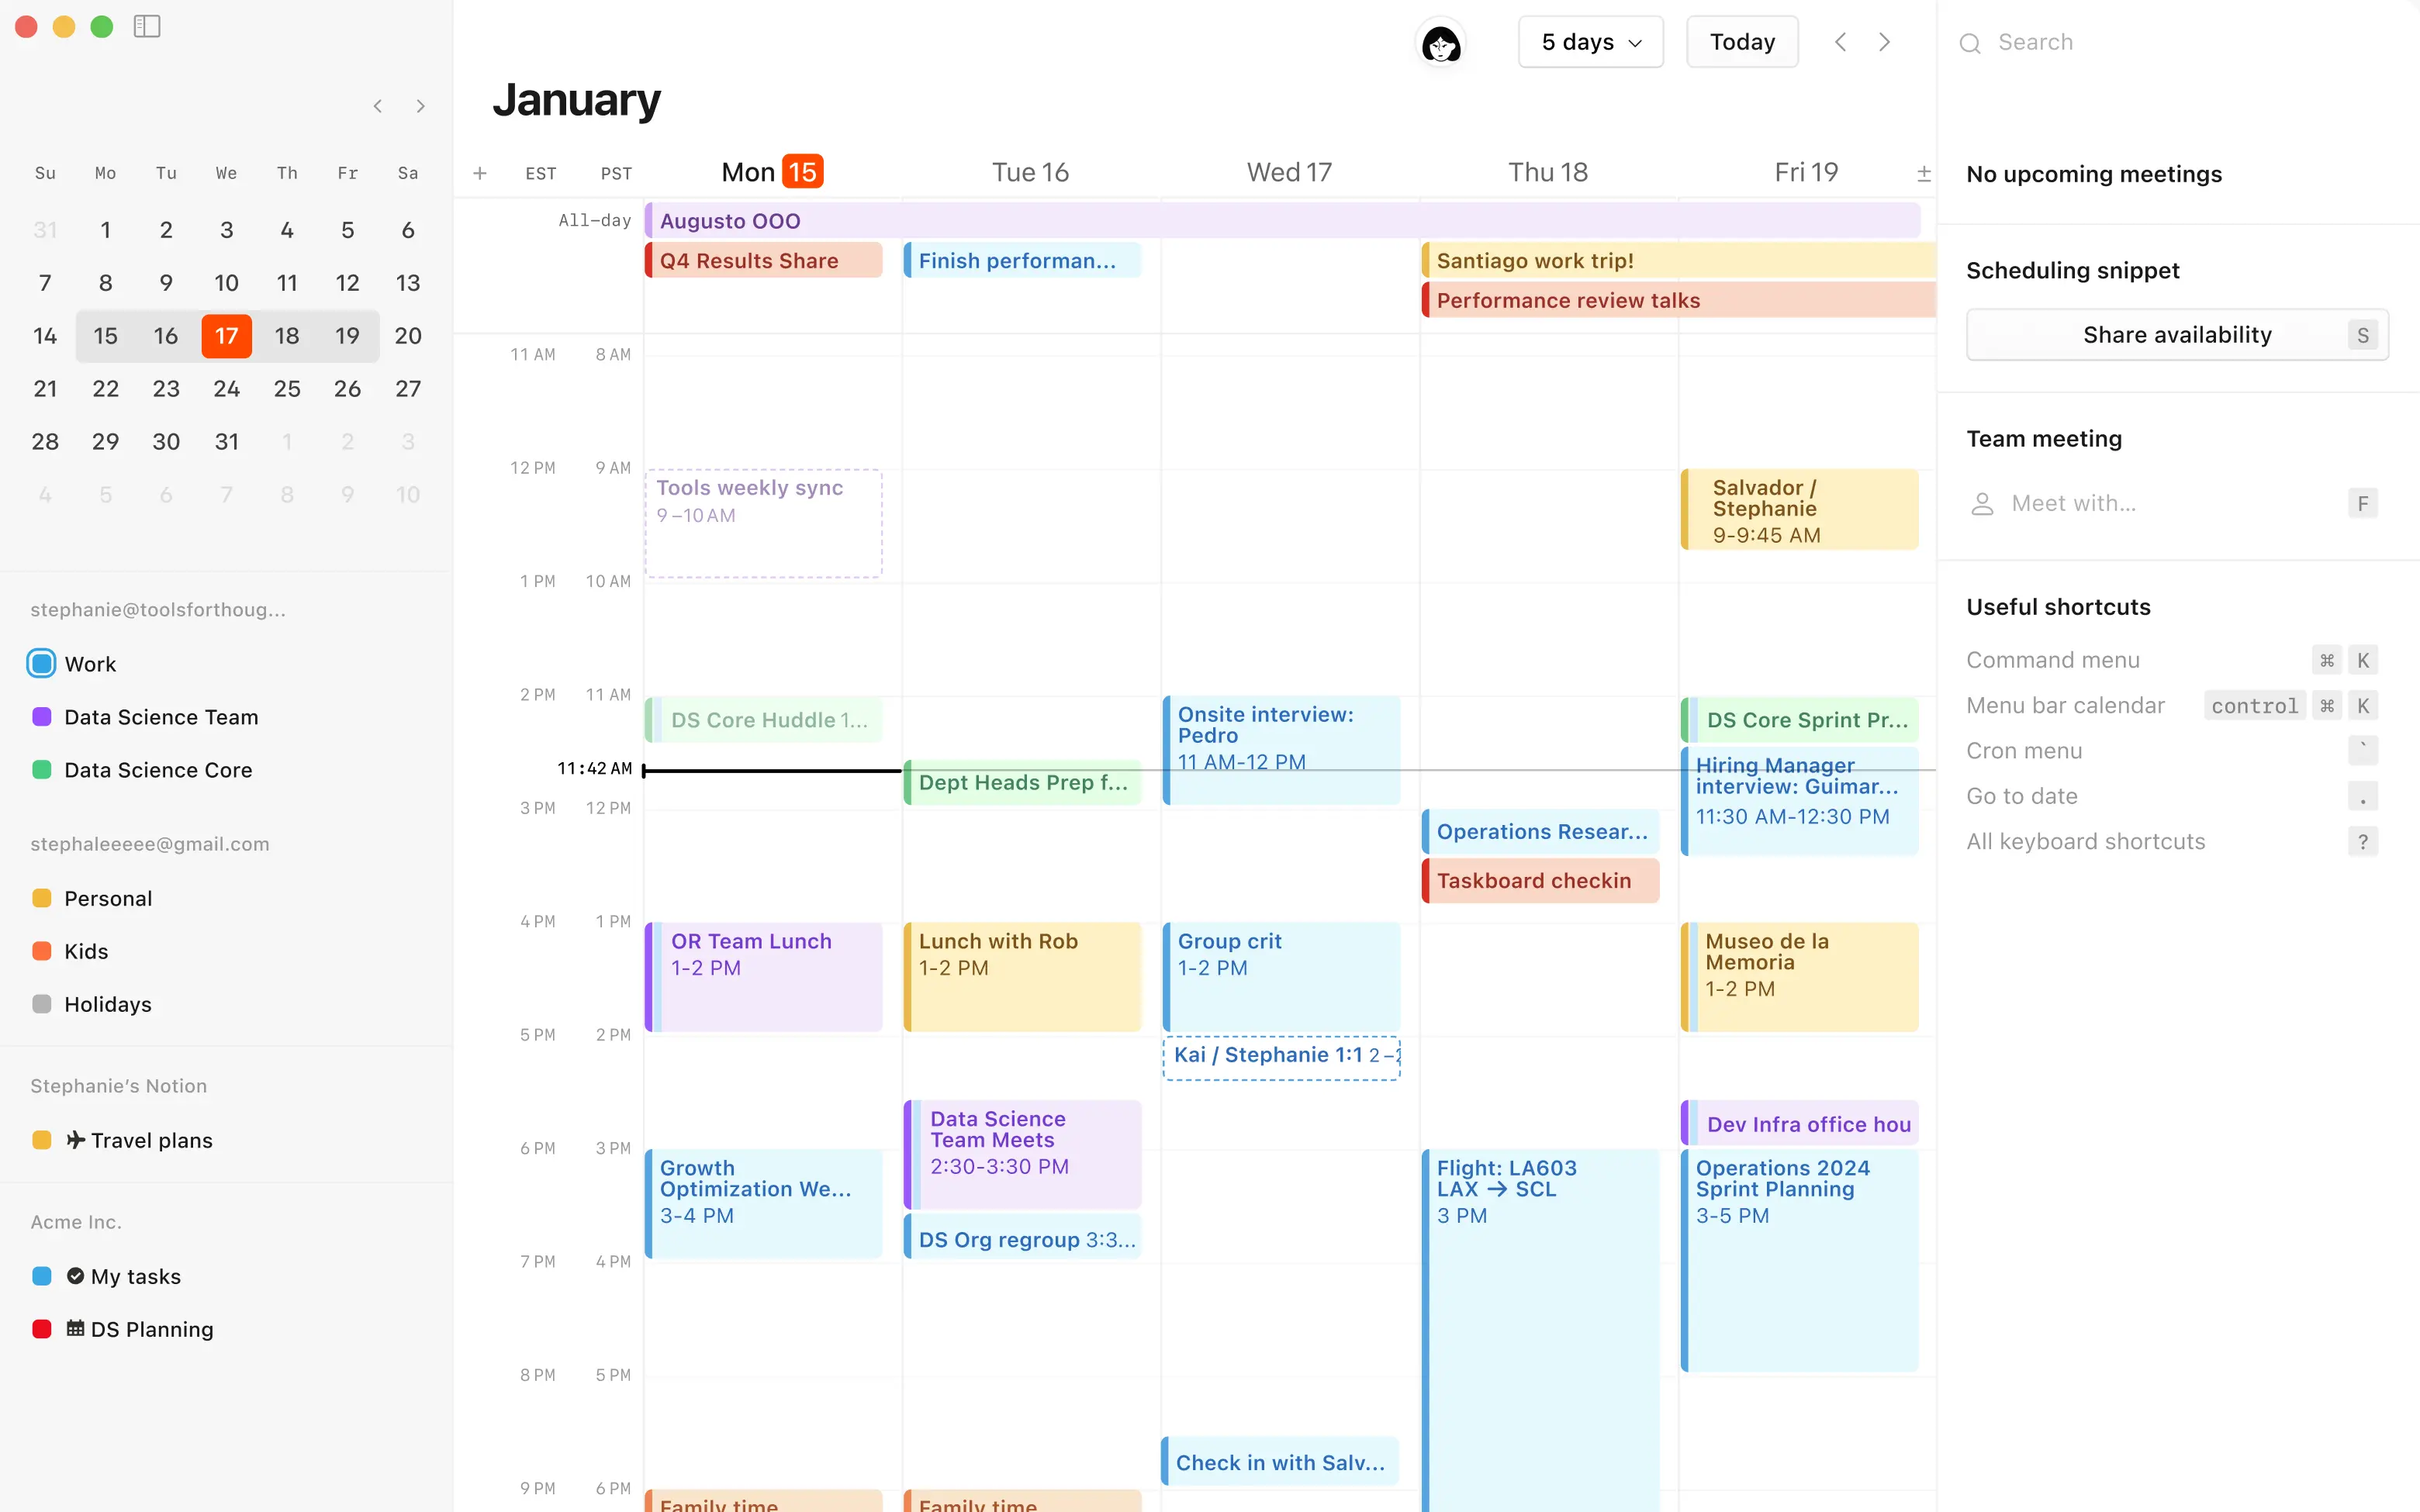 Su Mo Tu We Th Fr Sa
31 1 2 3 4 5 6
7 8 9 10 11 12 13
14 15 16 17 18 19 20
21 22 23 24 25 26 27
28 29 30 31 1 2 3
4 5 6 7 8 9 10
stephanie@toolsforthoug...
Work
Data Science Team
Data Science Core
stephaleeeee@gmail.com
Personal
Kids
Holidays
Stephanie's Notion
Travel plans
Acme Inc.
My tasks
DS Planning
5 days
Today
January
+ EST PST Mon 15 Tue 16 Wed 17 Thu 18 Fri 19 ±
All-day
Augusto OOO
Q4 Results Share
Finish performan...
Santiago work trip!
Performance review talks
11 AM 8 AM
12 PM 9 AM
1 PM 10 AM
2 PM 11 AM
11:42 AM
3 PM 12 PM
4 PM 1 PM
5 PM 2 PM
6 PM 3 PM
7 PM 4 PM
8 PM 5 PM
9 PM 6 PM
Tools weekly sync
9–10 AM
DS Core Huddle 1...
OR Team Lunch
1-2 PM
Growth
Optimization We...
3-4 PM
Family time
Dept Heads Prep f...
Lunch with Rob
1-2 PM
Data Science
Team Meets
2:30-3:30 PM
DS Org regroup 3:3...
Family time
Onsite interview:
Pedro
11 AM-12 PM
Group crit
1-2 PM
Kai / Stephanie 1:1 2–
Check in with Salv...
Operations Resear...
Taskboard checkin
Flight: LA603
LAX → SCL
3 PM
Salvador /
Stephanie
9-9:45 AM
DS Core Sprint Pr...
Hiring Manager
interview: Guimar...
11:30 AM-12:30 PM
Museo de la
Memoria
1-2 PM
Dev Infra office hou
Operations 2024
Sprint Planning
3-5 PM
Search
No upcoming meetings
Scheduling snippet
Share availability S
Team meeting
Meet with... F
Useful shortcuts
Command menu ⌘ K
Menu bar calendar control ⌘ K
Cron menu `
Go to date .
All keyboard shortcuts ?